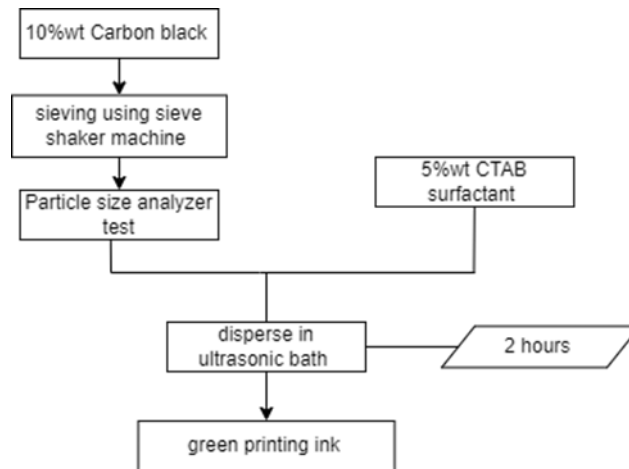 10%wt Carbon black
sieving using sieve
shaker machine
Particle size analyzer
test
5%wt CTAB
surfactant
disperse in
ultrasonic bath
2 hours
green printing ink